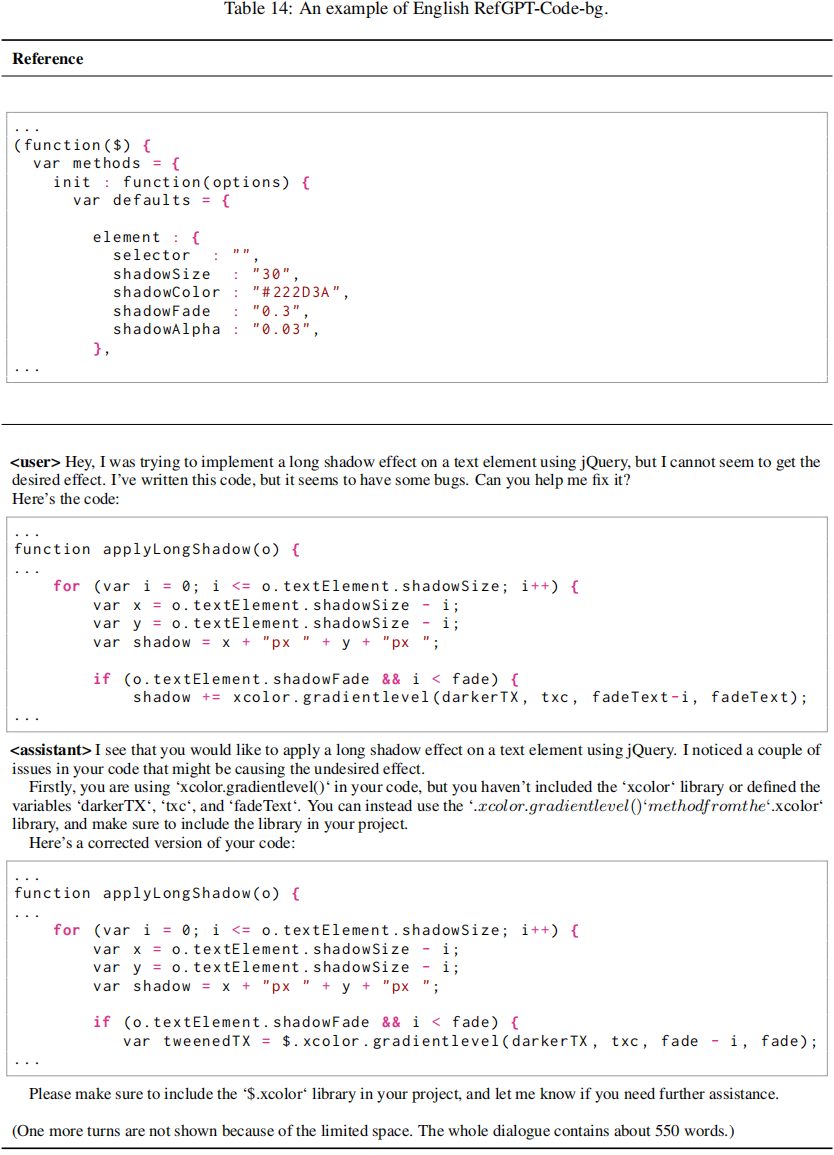 Table 14: An example of English RefGPT-Code-bg.
Reference
...
(function($) {
  var methods = {
    init : function(options) {
      var defaults = {
        element : {
          selector  : "",
          shadowSize  : "30",
          shadowColor : "#222D3A",
          shadowFade  : "0.3",
          shadowAlpha : "0.03",
        },
...
<user> Hey, I was trying to implement a long shadow effect on a text element using jQuery, but I cannot seem to get the
desired effect. I've written this code, but it seems to have some bugs. Can you help me fix it?
Here's the code:
...
function applyLongShadow(o) {
...
    for (var i = 0; i <= o.textElement.shadowSize; i++) {
        var x = o.textElement.shadowSize - i;
        var y = o.textElement.shadowSize - i;
        var shadow = x + "px " + y + "px ";
        if (o.textElement.shadowFade && i < fade) {
            shadow += xcolor.gradientlevel(darkerTX, txc, fadeText-i, fadeText);
...
<assistant> I see that you would like to apply a long shadow effect on a text element using jQuery. I noticed a couple of
issues in your code that might be causing the undesired effect.
Firstly, you are using ‘xcolor.gradientlevel()‘ in your code, but you haven't included the ‘xcolor‘ library or defined the
variables ‘darkerTX‘, ‘txc‘, and ‘fadeText‘. You can instead use the ‘.xcolor.gradientlevel()‘methodfromthe‘.xcolor‘
library, and make sure to include the library in your project.
Here's a corrected version of your code:
...
function applyLongShadow(o) {
...
    for (var i = 0; i <= o.textElement.shadowSize; i++) {
        var x = o.textElement.shadowSize - i;
        var y = o.textElement.shadowSize - i;
        var shadow = x + "px " + y + "px ";
        if (o.textElement.shadowFade && i < fade) {
           var tweenedTX = $.xcolor.gradientlevel(darkerTX, txc, fade - i, fade);
...
Please make sure to include the ‘$.xcolor‘ library in your project, and let me know if you need further assistance.
(One more turns are not shown because of the limited space. The whole dialogue contains about 550 words.)